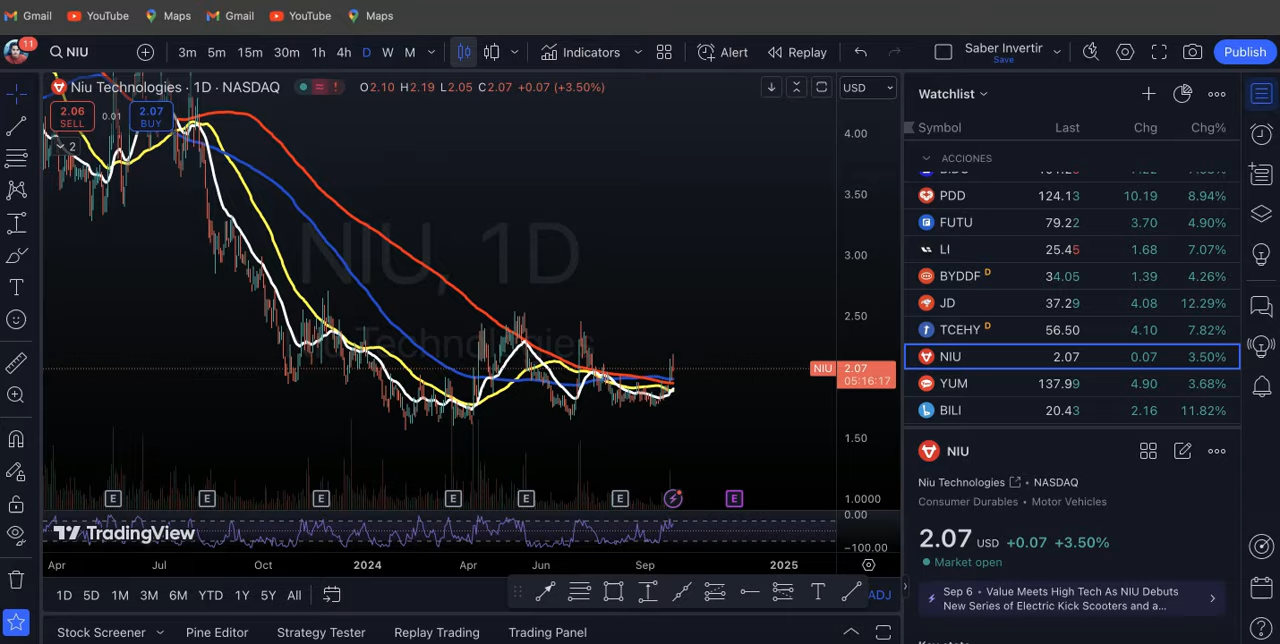 Gmail YouTube Maps Gmail YouTube Maps
11 NIU 3m 5m 15m 30m 1h 4h D W M Indicators Alert Replay Saber Invertir Save Publish
Niu Technologies · 1D · NASDAQ O2.10 H2.19 L2.05 C2.07 +0.07 (+3.50%) USD
2.06 SELL 0.01 2.07 BUY
2
NIU, 1D
Niu Technologies
4.00
3.50
3.00
2.50
NIU 2.07
05:16:17
1.50
1.0000
E E E E E E E
0.00
TradingView
−100.00
Apr Jul Oct 2024 Apr Jun Sep 2025
1D 5D 1M 3M 6M YTD 1Y 5Y All ADJ
Stock Screener Pine Editor Strategy Tester Replay Trading Trading Panel
Watchlist
Symbol Last Chg Chg%
ACCIONES
PDD 124.13 10.19 8.94%
FUTU 79.22 3.70 4.90%
LI 25.45 1.68 7.07%
BYDDF D 34.05 1.39 4.26%
JD 37.29 4.08 12.29%
TCEHY D 56.50 4.10 7.82%
NIU 2.07 0.07 3.50%
YUM 137.99 4.90 3.68%
BILI 20.43 2.16 11.82%
NIU
Niu Technologies • NASDAQ
Consumer Durables • Motor Vehicles
2.07 USD +0.07 +3.50%
Market open
Sep 6 • Value Meets High Tech As NIU Debuts
New Series of Electric Kick Scooters and a…